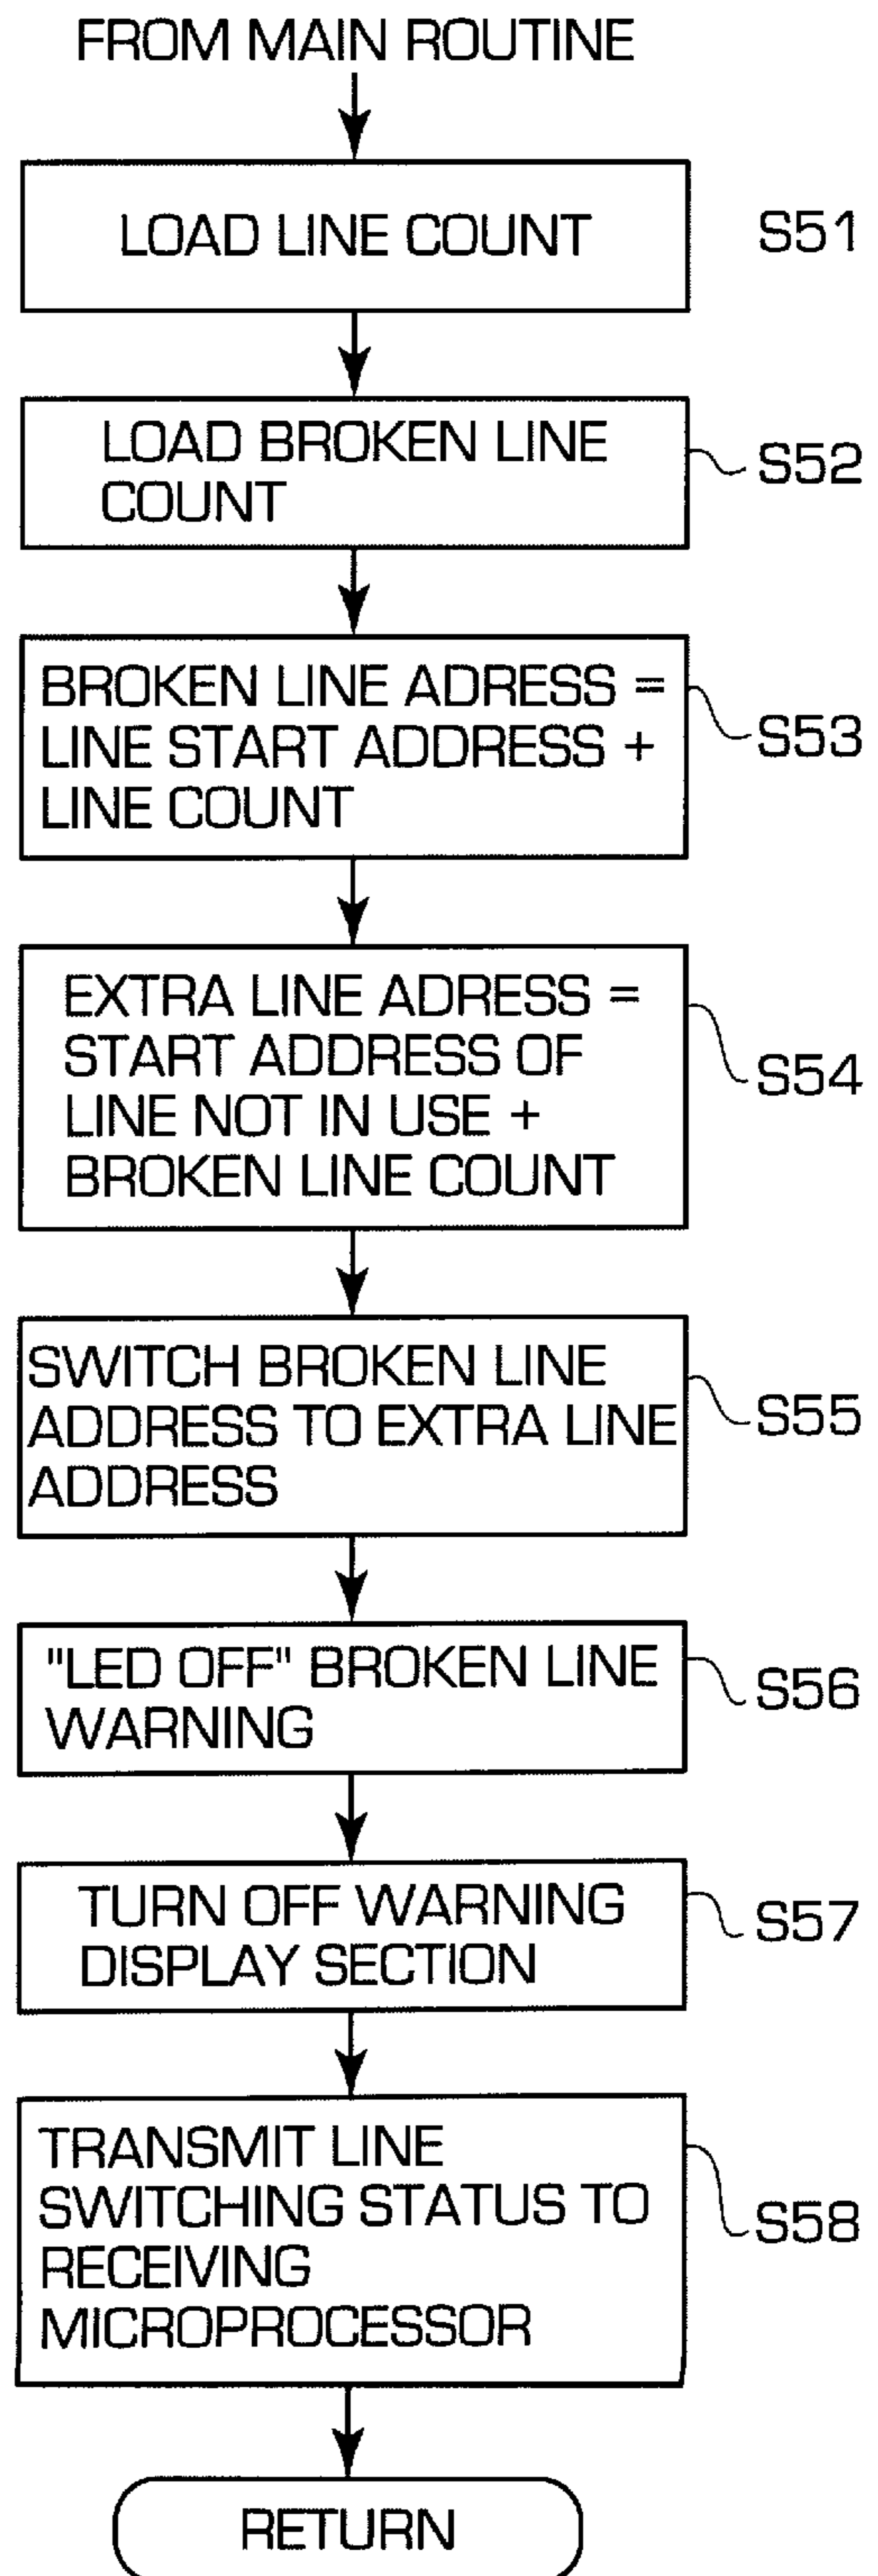 FROM MAIN ROUTINE
LOAD LINE COUNT
S51
LOAD BROKEN LINE
COUNT
S52
BROKEN LINE ADRESS =
LINE START ADDRESS +
LINE COUNT
S53
EXTRA LINE ADRESS =
START ADDRESS OF
LINE NOT IN USE +
BROKEN LINE COUNT
S54
SWITCH BROKEN LINE
ADDRESS TO EXTRA LINE
ADDRESS
S55
"LED OFF" BROKEN LINE
WARNING
S56
TURN OFF WARNING
DISPLAY SECTION
S57
TRANSMIT LINE
SWITCHING STATUS TO
RECEIVING
MICROPROCESSOR
S58
RETURN